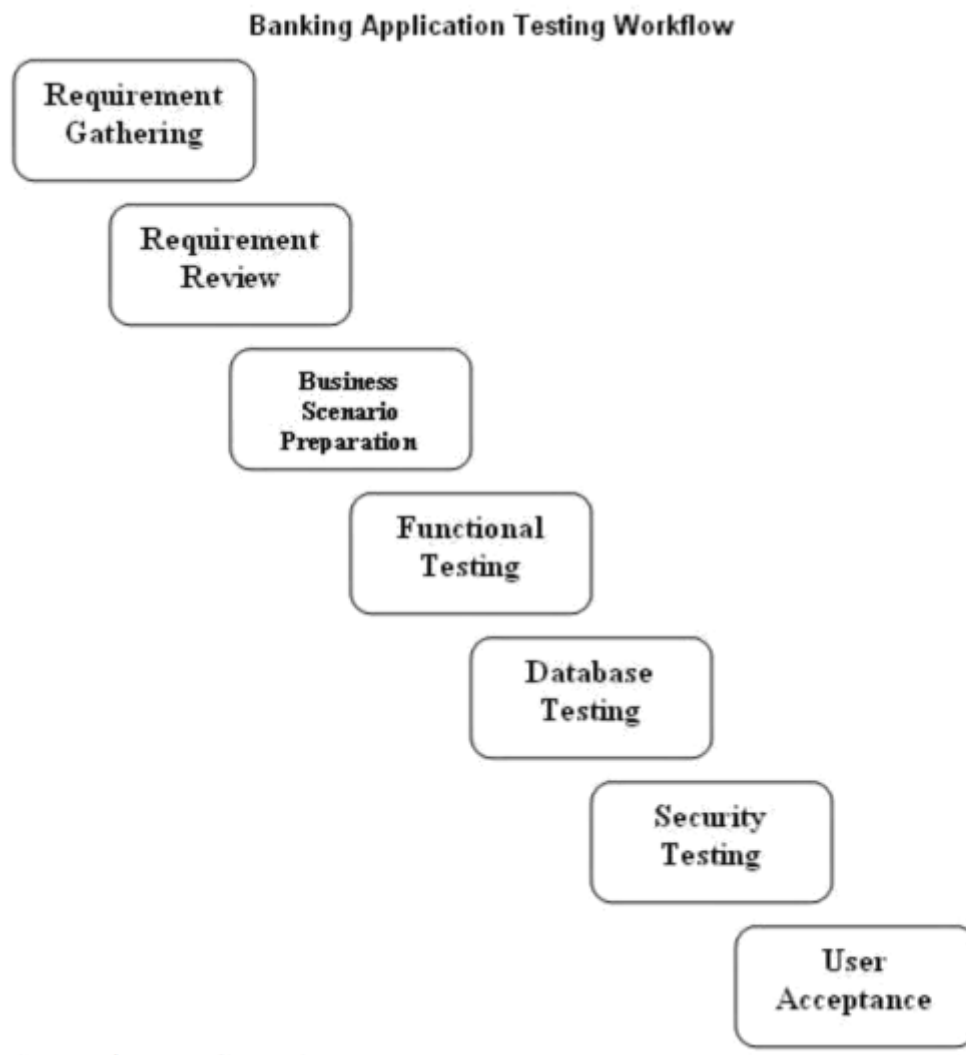 Banking Application Testing Workflow
Requirement
Gathering
Requirement
Review
Business
Scenario
Preparation
Functional
Testing
Database
Testing
Security
Testing
User
Acceptance